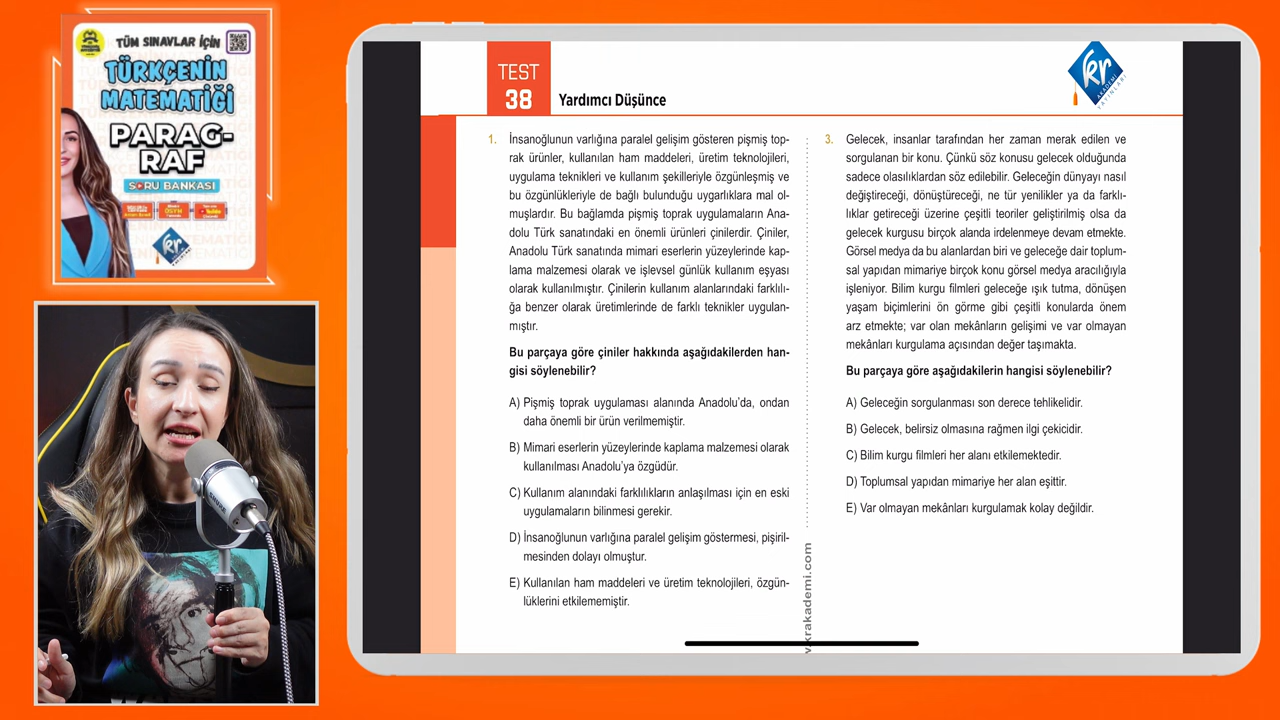 TÜM SINAVLAR İÇİN
TÜRKÇENİN
MATEMATİĞİ
PARAG-
RAF
SORU BANKASI
kr
TEST
38
Yardımcı Düşünce
kr
AKADEMİ
YAYINLARI
1. İnsanoğlunun varlığına paralel gelişim gösteren pişmiş top-
rak ürünler, kullanılan ham maddeleri, üretim teknolojileri,
uygulama teknikleri ve kullanım şekilleriyle özgünleşmiş ve
bu özgünlükleriyle de bağlı bulunduğu uygarlıklara mal ol-
muşlardır. Bu bağlamda pişmiş toprak uygulamaların Ana-
dolu Türk sanatındaki en önemli ürünleri çinilerdir. Çiniler,
Anadolu Türk sanatında mimari eserlerin yüzeylerinde kap-
lama malzemesi olarak ve işlevsel günlük kullanım eşyası
olarak kullanılmıştır. Çinilerin kullanım alanlarındaki farklılı-
ğa benzer olarak üretimlerinde de farklı teknikler uygulan-
mıştır.
Bu parçaya göre çiniler hakkında aşağıdakilerden han-
gisi söylenebilir?
A) Pişmiş toprak uygulaması alanında Anadolu'da, ondan
daha önemli bir ürün verilmemiştir.
B) Mimari eserlerin yüzeylerinde kaplama malzemesi olarak
kullanılması Anadolu'ya özgüdür.
C) Kullanım alanındaki farklılıkların anlaşılması için en eski
uygulamaların bilinmesi gerekir.
D) İnsanoğlunun varlığına paralel gelişim göstermesi, pişiril-
mesinden dolayı olmuştur.
E) Kullanılan ham maddeleri ve üretim teknolojileri, özgün-
lüklerini etkilememiştir.
v.krakademi.com
3. Gelecek, insanlar tarafından her zaman merak edilen ve
sorgulanan bir konu. Çünkü söz konusu gelecek olduğunda
sadece olasılıklardan söz edilebilir. Geleceğin dünyayı nasıl
değiştireceği, dönüştüreceği, ne tür yenilikler ya da farklı-
lıklar getireceği üzerine çeşitli teoriler geliştirilmiş olsa da
gelecek kurgusu birçok alanda irdelenmeye devam etmekte.
Görsel medya da bu alanlardan biri ve geleceğe dair toplum-
sal yapıdan mimariye birçok konu görsel medya aracılığıyla
işleniyor. Bilim kurgu filmleri geleceğe ışık tutma, dönüşen
yaşam biçimlerini ön görme gibi çeşitli konularda önem
arz etmekte; var olan mekânların gelişimi ve var olmayan
mekânları kurgulama açısından değer taşımakta.
Bu parçaya göre aşağıdakilerin hangisi söylenebilir?
A) Geleceğin sorgulanması son derece tehlikelidir.
B) Gelecek, belirsiz olmasına rağmen ilgi çekicidir.
C) Bilim kurgu filmleri her alanı etkilemektedir.
D) Toplumsal yapıdan mimariye her alan eşittir.
E) Var olmayan mekânları kurgulamak kolay değildir.